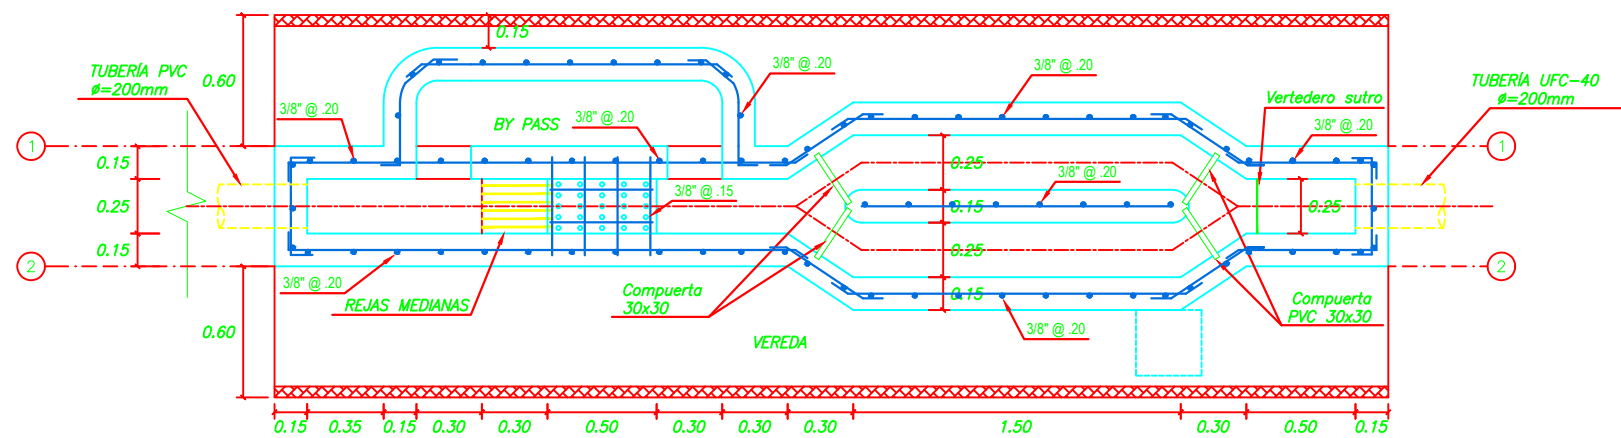 0.15
0.60
TUBERÍA PVC
ø=200mm
3/8" @ .20
3/8" @ .20
TUBERÍA UFC-40
ø=200mm
Vertedero sutro
3/8" @ .20
BY PASS
3/8" @ .20
3/8" @ .20
1
1
0.15
0.25
3/8" @ .20
3/8" @ .15
0.25
0.15
0.25
0.15
0.25
2
2
3/8" @ .20
REJAS MEDIANAS
Compuerta
30x30
0.15
Compuerta
PVC 30x30
0.60
3/8" @ .20
VEREDA
0.15
0.35
0.15
0.30
0.30
0.50
0.30
0.30
0.30
1.50
0.30
0.50
0.15